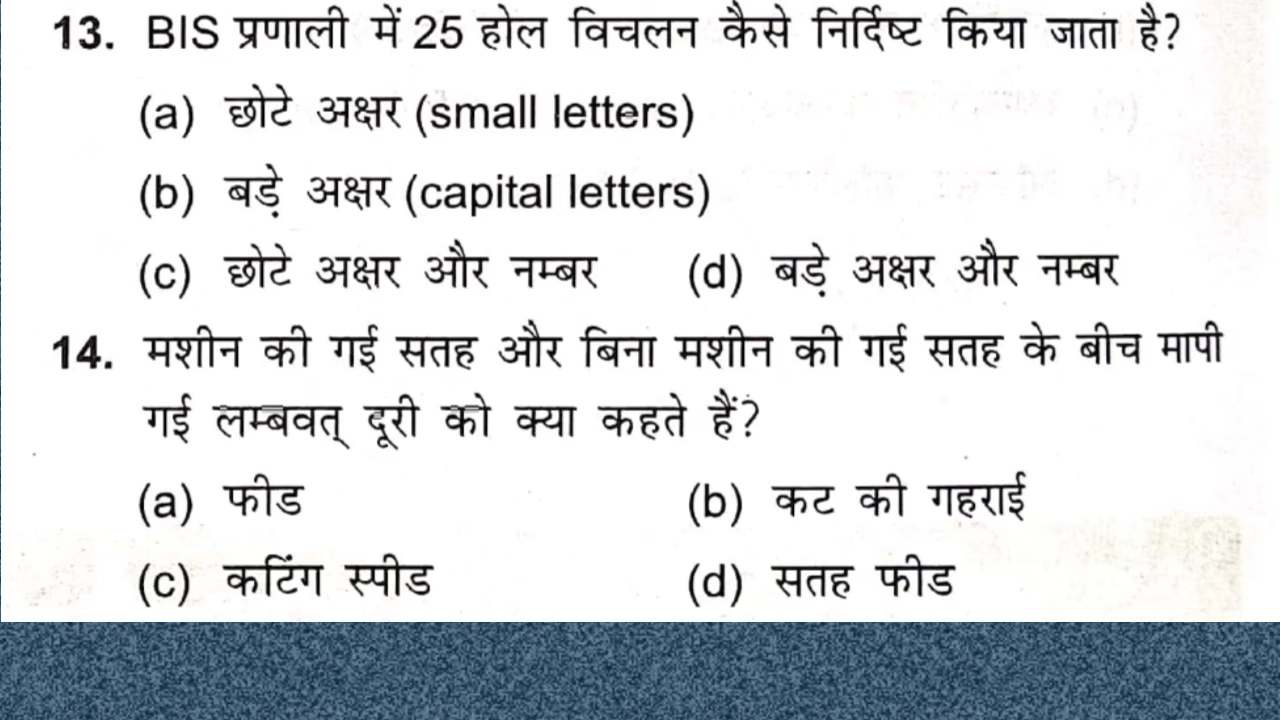 13. BIS प्रणाली में 25 होल विचलन कैसे निर्दिष्ट किया जाता है?
(a) छोटे अक्षर (small letters)
(b) बड़े अक्षर (capital letters)
(c) छोटे अक्षर और नम्बर (d) बड़े अक्षर और नम्बर
14. मशीन की गई सतह और बिना मशीन की गई सतह के बीच मापी
गई लम्बवत् दूरी को क्या कहते हैं?
(a) फीड (b) कट की गहराई
(c) कटिंग स्पीड (d) सतह फीड